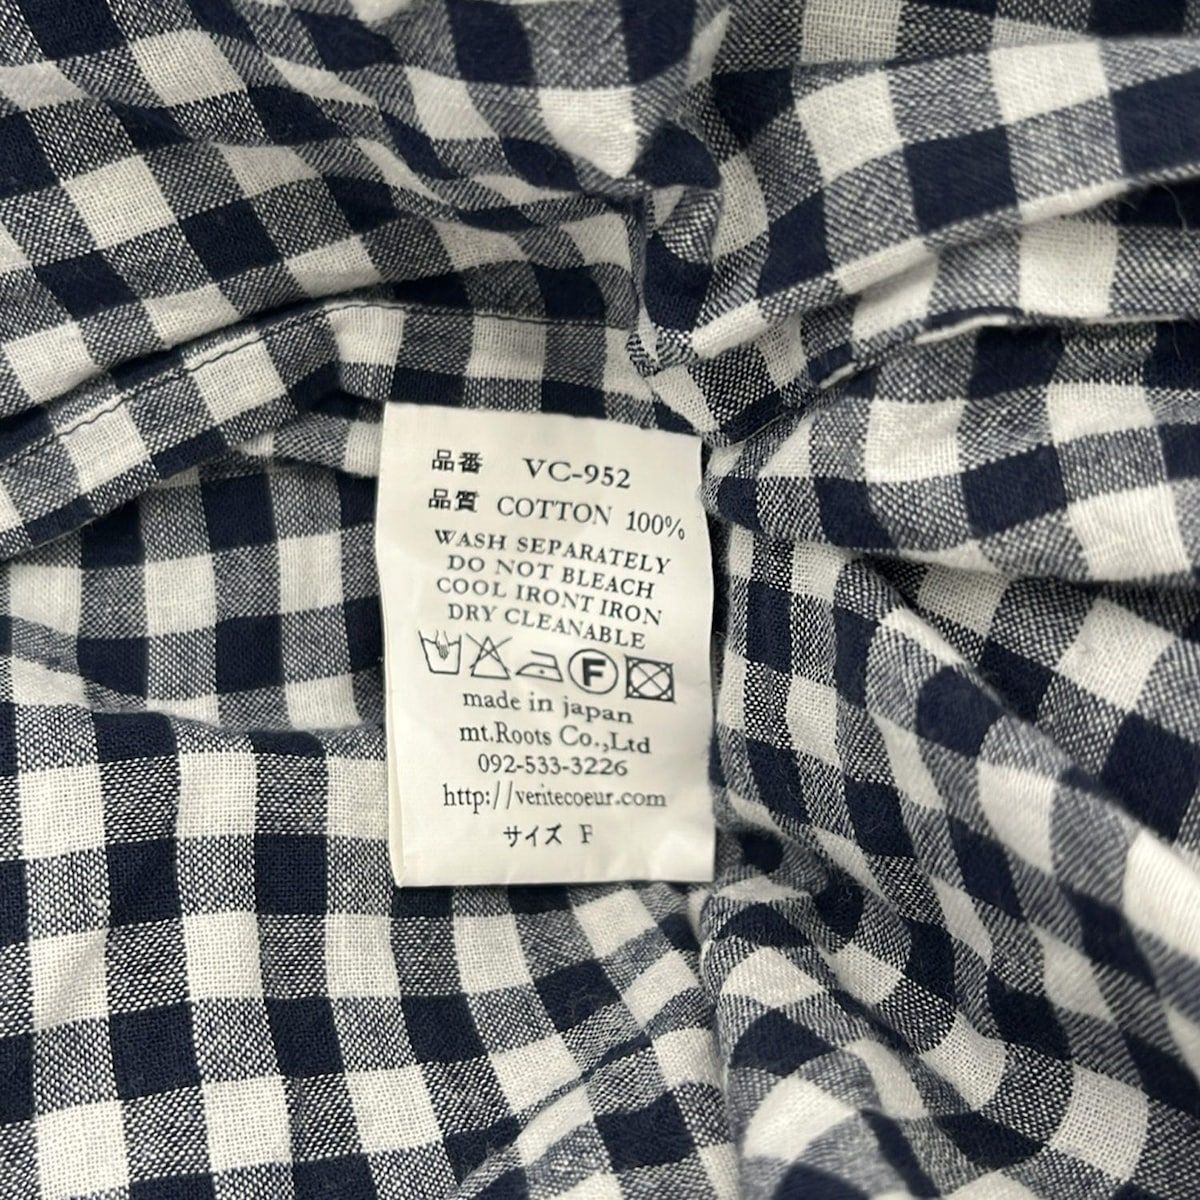 品番 VC-952
品質 COTTON 100%
WASH SEPARATELY
DO NOT BLEACH
COOL IRONT IRON
DRY CLEANABLE
F
made in japan
mt.Roots Co.,Ltd
092-533-3226
http://veritecoeur.com
サイズ F